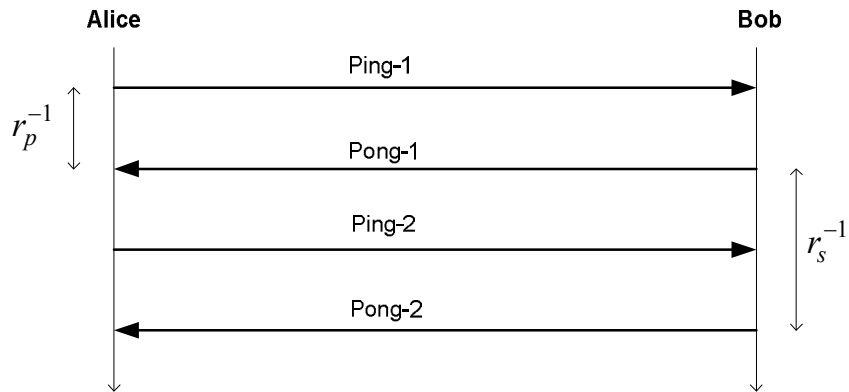 Alice
Bob
Ping-1
r_p^{-1}
Pong-1
Ping-2
r_s^{-1}
Pong-2